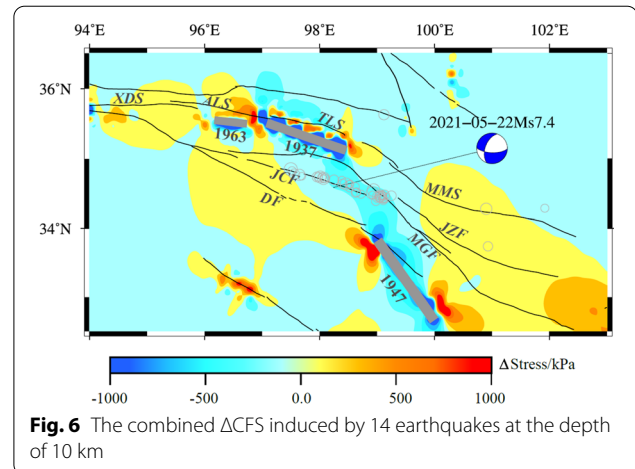 94°E 96°E 98°E 100°E 102°E
36°N
34°N
XDS
ALS
TLS
1963
1937
2021−05−22Ms7.4
JCF
DF
MMS
JZF
MGF
1947
ΔStress/kPa
-1000 -500 0.0 500 1000
Fig. 6 The combined ΔCFS induced by 14 earthquakes at the depth
of 10 km